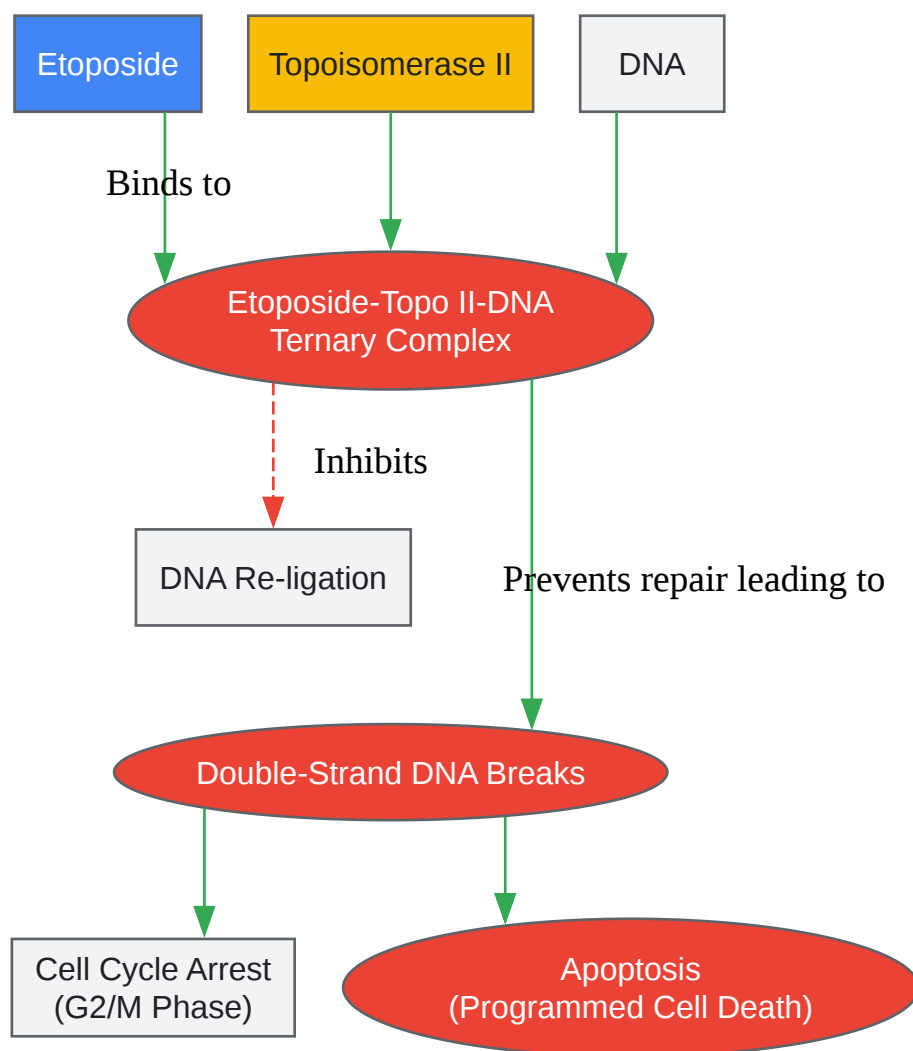 Etoposide
Topoisomerase II
DNA
Binds to
Etoposide-Topo II-DNA
Ternary Complex
Inhibits
DNA Re-ligation
Prevents repair leading to
Double-Strand DNA Breaks
Cell Cycle Arrest
(G2/M Phase)
Apoptosis
(Programmed Cell Death)